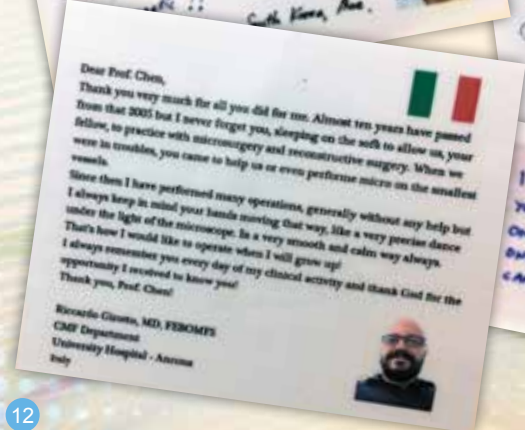 South Korea,
Dear Prof. Chen,
Thank you very much for all you did for me. Almost ten years have passed
from that 2005 but I never forget you, sleeping on the sofa to allow us, your
fellow, to practice with microsurgery and reconstructive surgery. When we
were in troubles, you came to help us or even performe micro on the smallest
vessels.
Since then I have performed many operations, generally without any help but
I always keep in mind your hands moving that way, like a very precise dance
under the light of the microscope. In a very smooth and calm way always.
That's how I would like to operate when I will grow up!
I always remember you every day of my clinical activity and thank God for the
opportunity I received to know you!
Thank you, Prof. Chen!
Riccardo MD, FEBOMFS
CMF Department
University Hospital - Ancona
Italy
12